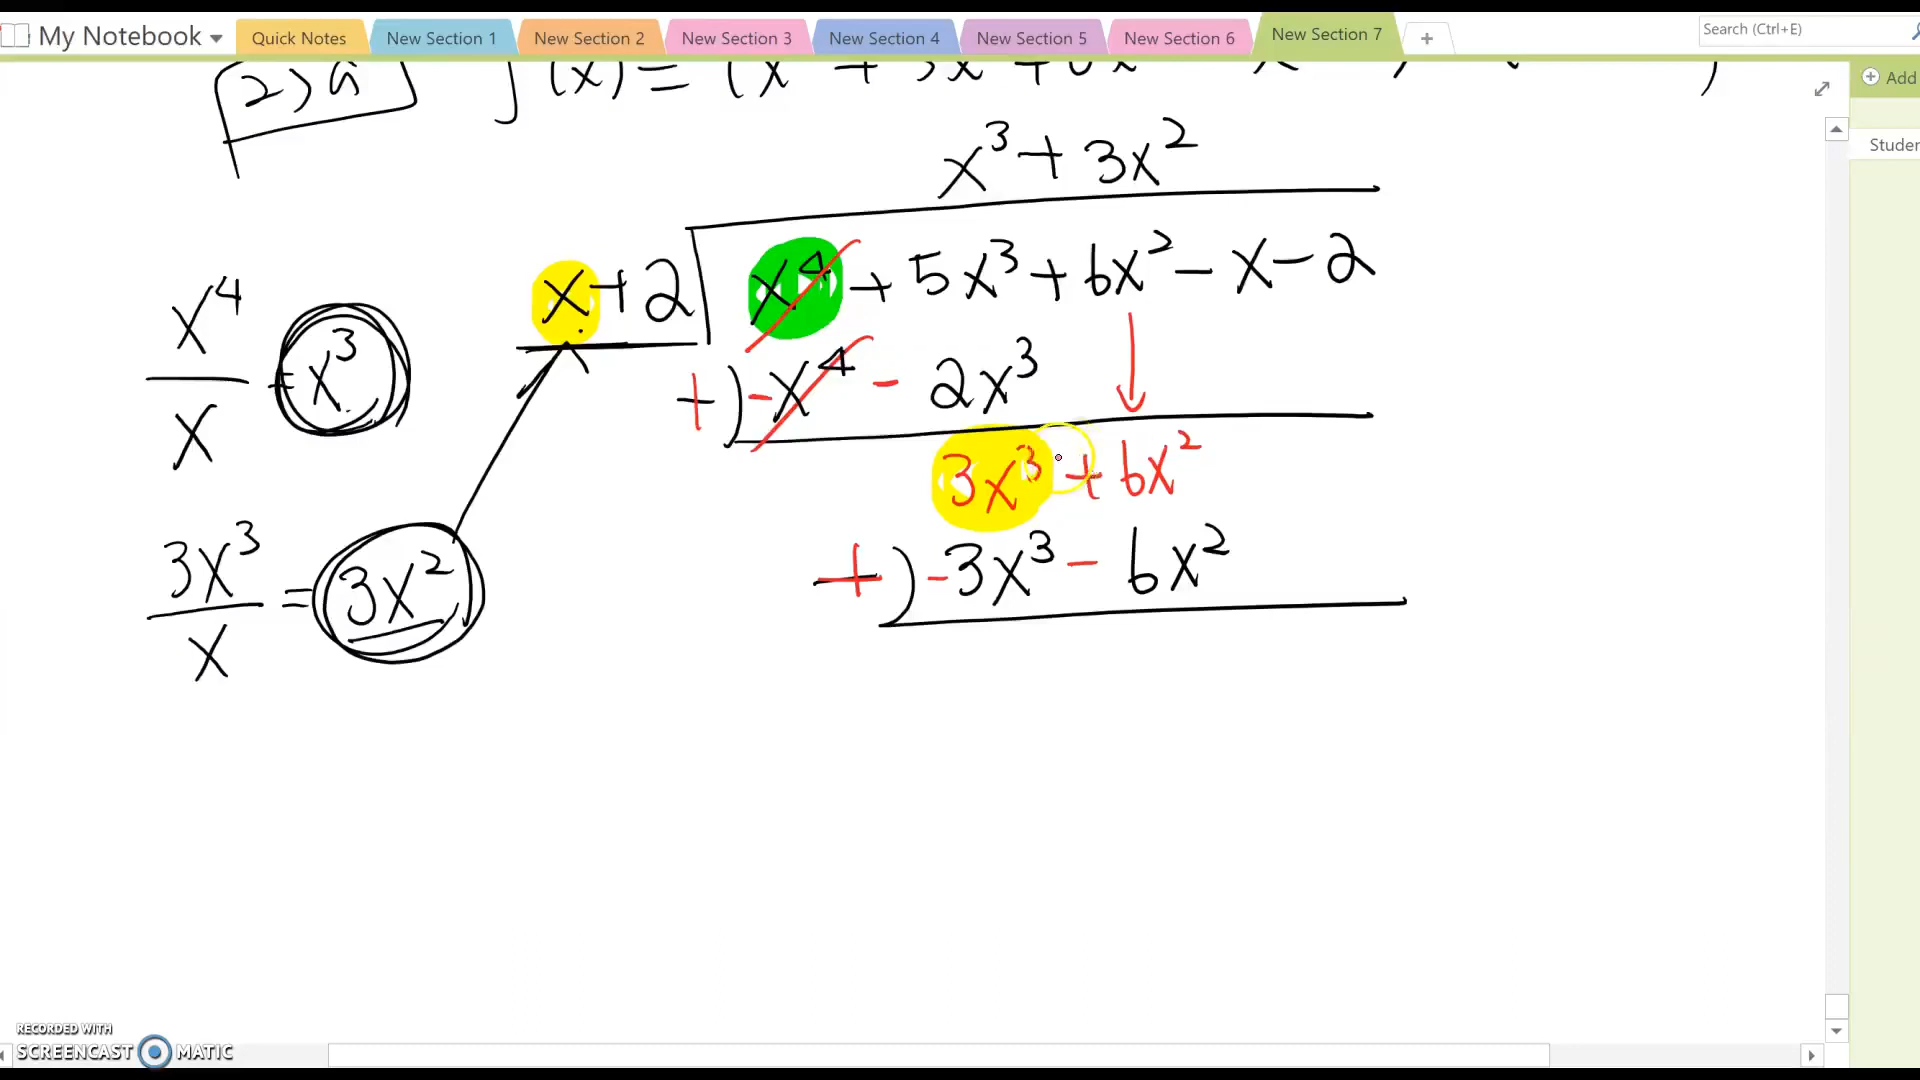 My Notebook Quick Notes New Section 1 New Section 2 New Section 3 New Section 4 New Section 5 New Section 6 New Section 7 + Search (Ctrl+E)
Add
Studen
x³ + 3x²
x+2 x⁴ + 5x³ + 6x² - x - 2
+) -x⁴ - 2x³
3x³ + 6x²
+) -3x³ - 6x²
x⁴/x = x³
3x³/x = 3x²
RECORDED WITH
SCREENCAST MATIC